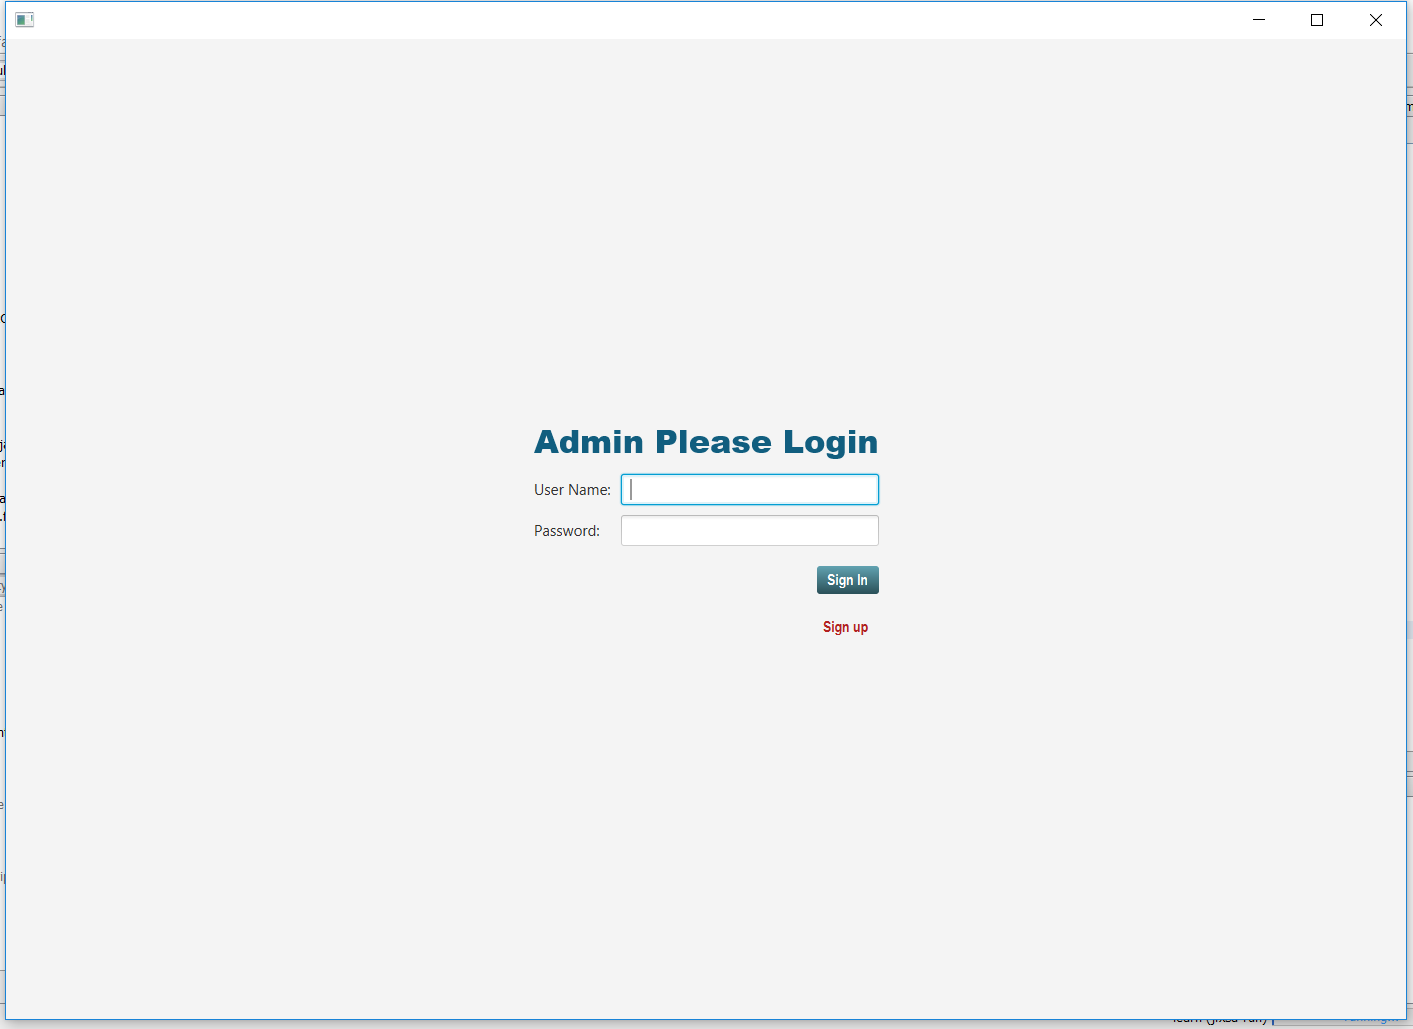 Admin Please Login
User Name:
Password:
Sign In
Sign up